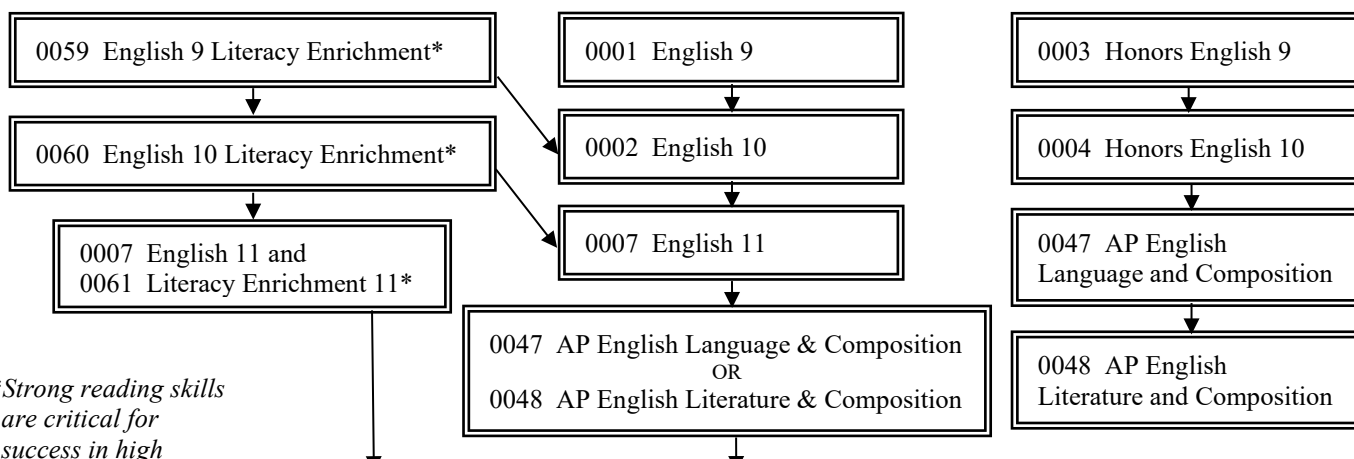 0059 English 9 Literacy Enrichment*
0001 English 9
0003 Honors English 9
0060 English 10 Literacy Enrichment*
0002 English 10
0004 Honors English 10
0007 English 11 and
0061 Literacy Enrichment 11*
0007 English 11
0047 AP English
Language and Composition
0047 AP English Language & Composition
OR
0048 AP English Literature & Composition
0048 AP English
Literature and Composition
*Strong reading skills
are critical for
success in high